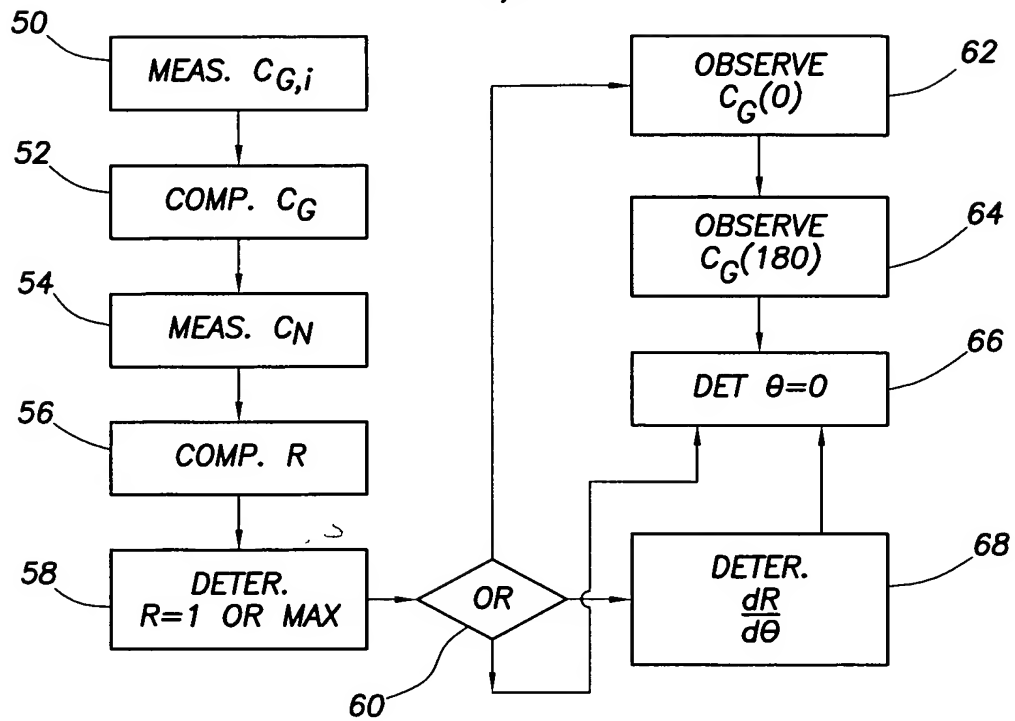 50
MEAS. C_G,i
52
COMP. C_G
54
MEAS. C_N
56
COMP. R
58
DETER.
R=1 OR MAX
OR
60
OBSERVE
C_G(0)
62
OBSERVE
C_G(180)
64
DET θ=0
66
DETER.
dR
dθ
68